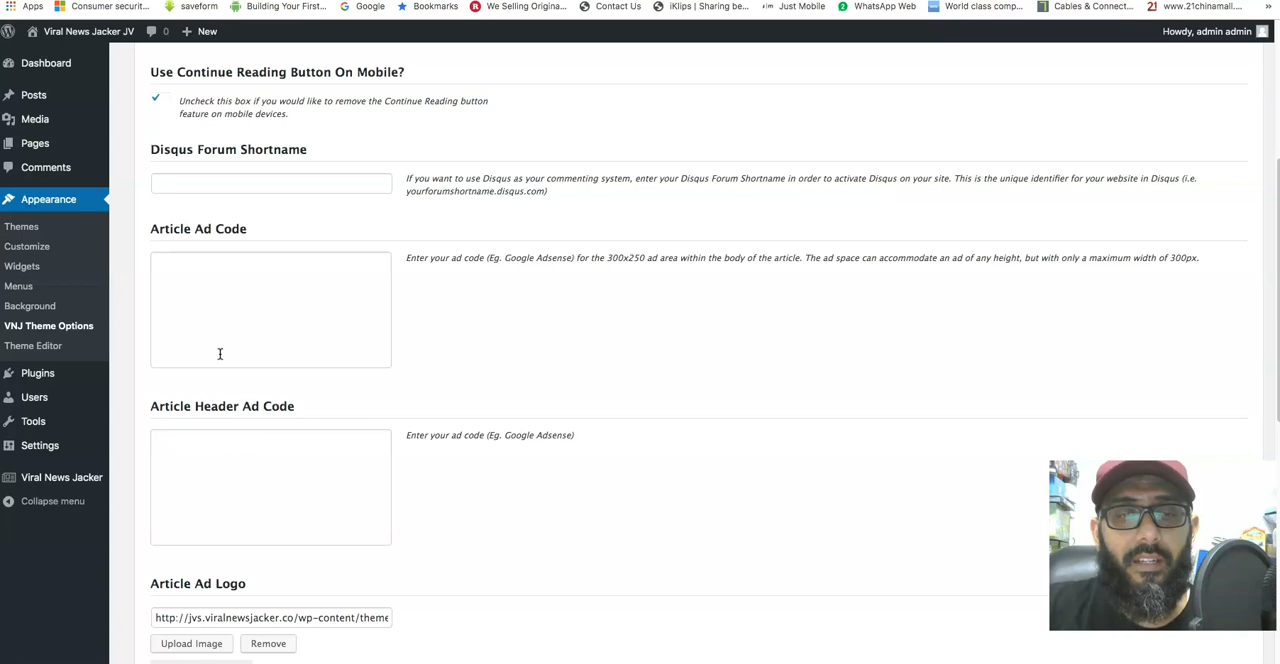 Apps
Consumer securit...
saveform
Building Your First...
Google
Bookmarks
We Selling Origina...
Contact Us
iKlips | Sharing be...
Just Mobile
WhatsApp Web
World class comp...
Cables & Connect...
www.21chinamall....
»
Viral News Jacker JV
0
+ New
Howdy, admin admin
Dashboard
Posts
Media
Pages
Comments
Appearance
Themes
Customize
Widgets
Menus
Background
VNJ Theme Options
Theme Editor
Plugins
Users
Tools
Settings
Viral News Jacker
Collapse menu
Use Continue Reading Button On Mobile?
Uncheck this box if you would like to remove the Continue Reading button
feature on mobile devices.
Disqus Forum Shortname
If you want to use Disqus as your commenting system, enter your Disqus Forum Shortname in order to activate Disqus on your site. This is the unique identifier for your website in Disqus (i.e.
yourforumshortname.disqus.com)
Article Ad Code
Enter your ad code (Eg. Google Adsense) for the 300x250 ad area within the body of the article. The ad space can accommodate an ad of any height, but with only a maximum width of 300px.
Article Header Ad Code
Enter your ad code (Eg. Google Adsense)
Article Ad Logo
http://jvs.viralnewsjacker.co/wp-content/theme
Upload Image
Remove